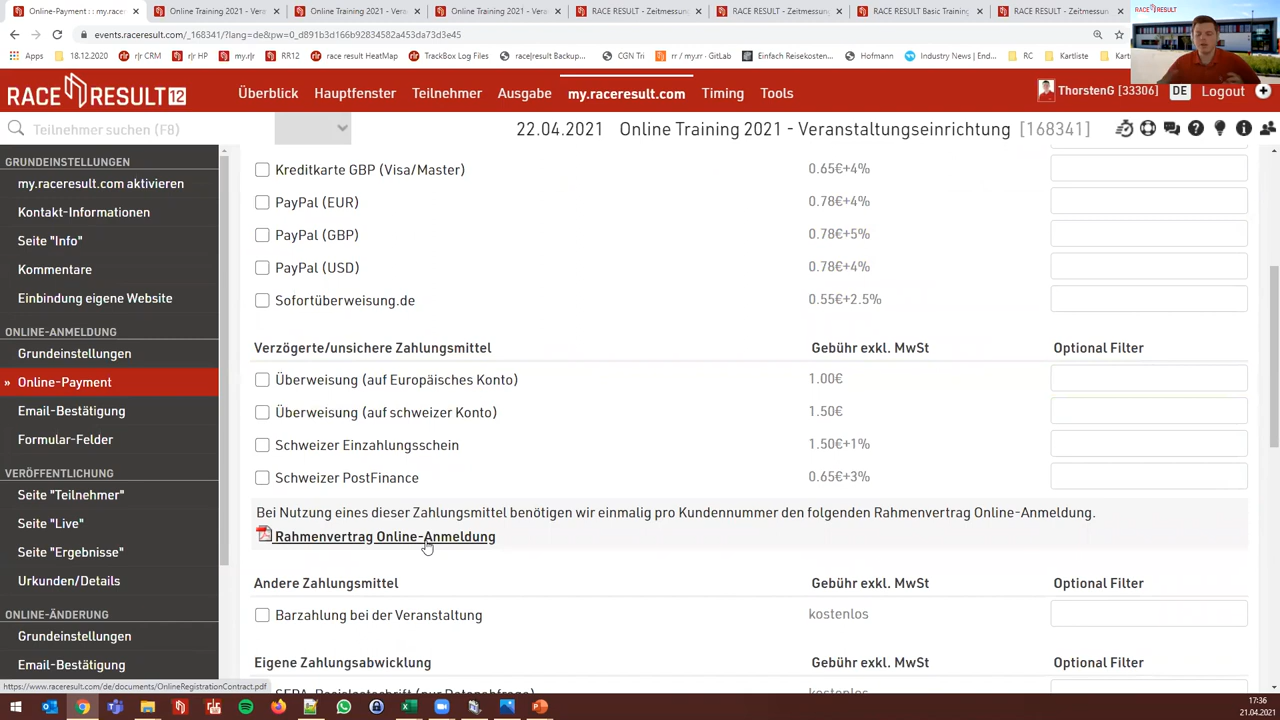 Online-Payment : : my.race
Online Training 2021 - Vera
Online Training 2021 - Vera
Online Training 2021 - Vera
RACE RESULT - Zeitmessung
RACE RESULT - Zeitmessung
RACE RESULT Basic Training
RACE RESULT - Zeitmessung
RACE RESULT
events.raceresult.com/_168341/?lang=de&pw=0_d891b3d166b92834582a453da73d1e45
Apps
18.12.2020
r|r CRM
r|r HP
my.r|r
RR12
race result KartMap
TrackBox Log Files
race|result Backup...
CGN Tri
rr / my.rr · GitLab
Einfach Reisekoste...
Hofmann
Industry News | End...
RC
Kart
RACE RESULT 12
Überblick
Hauptfenster
Teilnehmer
Ausgabe
my.raceresult.com
Timing
Tools
ThorstenG [33306]
DE
Logout
Teilnehmer suchen (F8)
22.04.2021 Online Training 2021 - Veranstaltungseinrichtung [168341]
GRUNDEINSTELLUNGEN
my.raceresult.com aktivieren
Kontakt-Informationen
Seite "Info"
Kommentare
Einbindung eigene Website
ONLINE-ANMELDUNG
Grundeinstellungen
» Online-Payment
Email-Bestätigung
Formular-Felder
VERÖFFENTLICHUNG
Seite "Teilnehmer"
Seite "Live"
Seite "Ergebnisse"
Urkunden/Details
ONLINE-ÄNDERUNG
Grundeinstellungen
Email-Bestätigung
Kreditkarte GBP (Visa/Master) 0.65€+4%
PayPal (EUR) 0.78€+4%
PayPal (GBP) 0.78€+5%
PayPal (USD) 0.78€+4%
Sofortüberweisung.de 0.55€+2.5%
Verzögerte/unsichere Zahlungsmittel Gebühr exkl. MwSt Optional Filter
Überweisung (auf Europäisches Konto) 1.00€
Überweisung (auf schweizer Konto) 1.50€
Schweizer Einzahlungsschein 1.50€+1%
Schweizer PostFinance 0.65€+3%
Bei Nutzung eines dieser Zahlungsmittel benötigen wir einmalig pro Kundennummer den folgenden Rahmenvertrag Online-Anmeldung.
Rahmenvertrag Online-Anmeldung
Andere Zahlungsmittel Gebühr exkl. MwSt Optional Filter
Barzahlung bei der Veranstaltung kostenlos
Eigene Zahlungsabwicklung Gebühr exkl. MwSt Optional Filter
kostenlos
https://www.raceresult.com/de/documents/OnlineRegistrationContract.pdf
17:36
21.04.2021